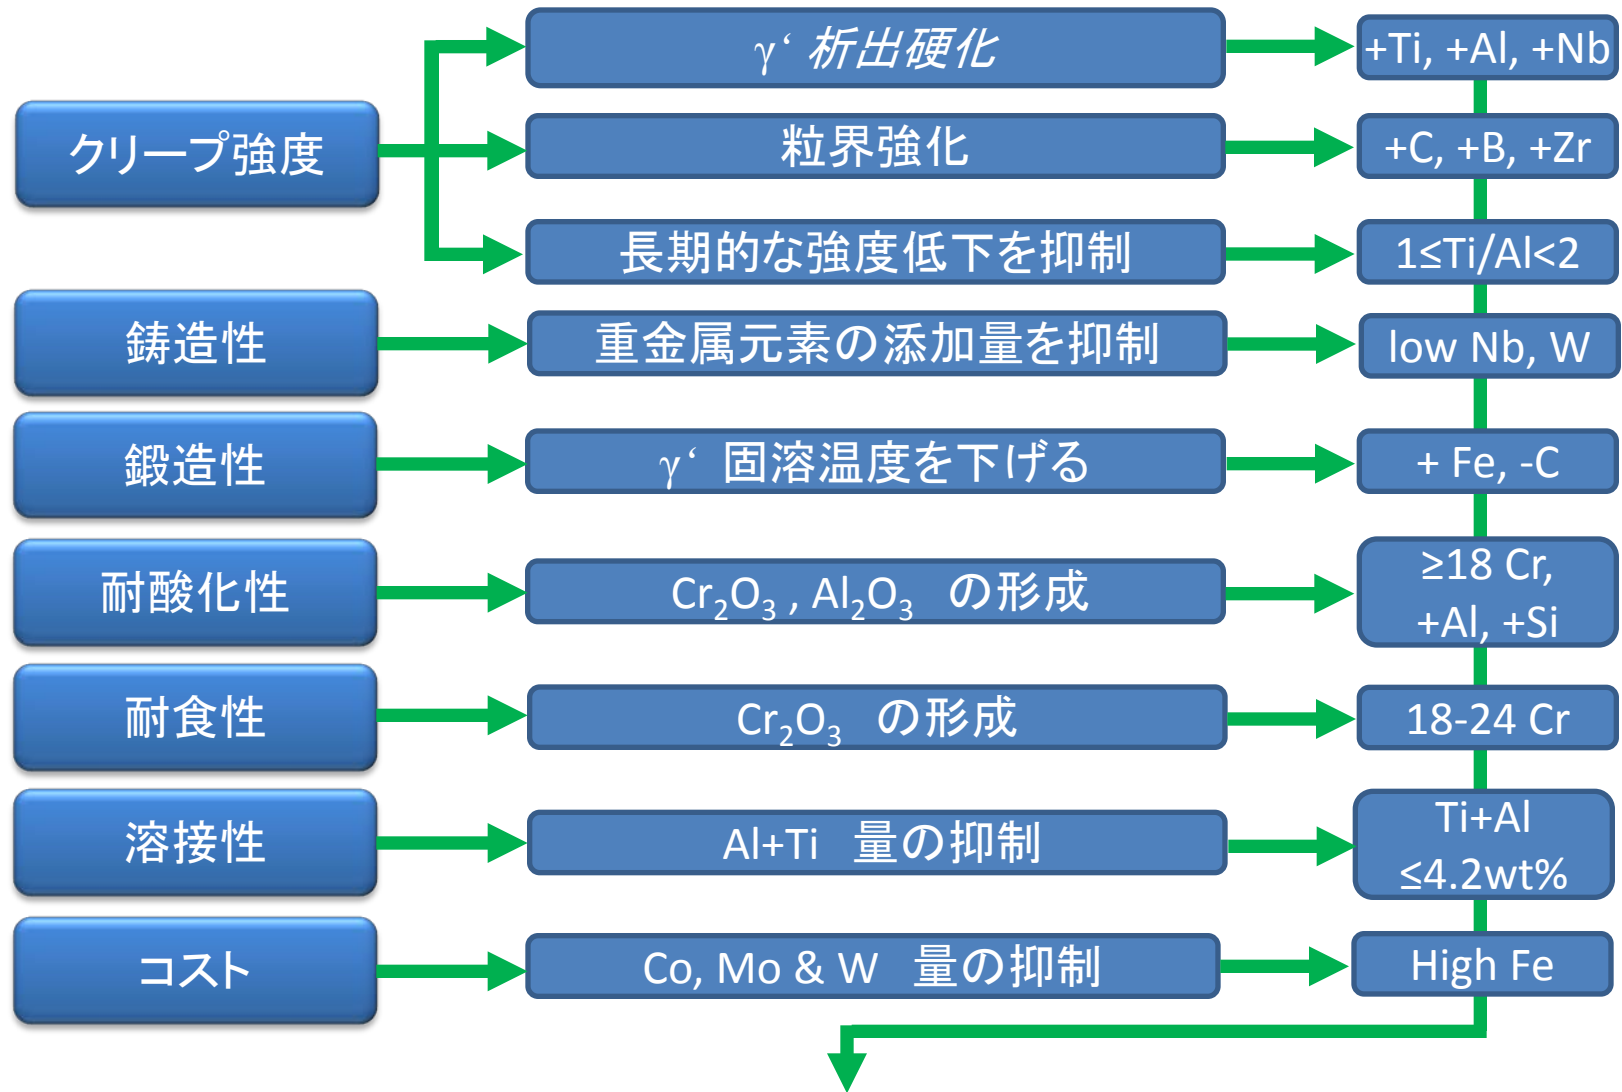 γ‘ 析出硬化
+Ti, +Al, +Nb
クリープ強度
粒界強化
+C, +B, +Zr
長期的な強度低下を抑制
1≤Ti/Al<2
鋳造性
重金属元素の添加量を抑制
low Nb, W
鍛造性
γ‘ 固溶温度を下げる
+ Fe, -C
耐酸化性
Cr₂O₃ , Al₂O₃ の形成
≥18 Cr,
+Al, +Si
耐食性
Cr₂O₃ の形成
18-24 Cr
溶接性
Al+Ti 量の抑制
Ti+Al
≤4.2wt%
コスト
Co, Mo & W 量の抑制
High Fe